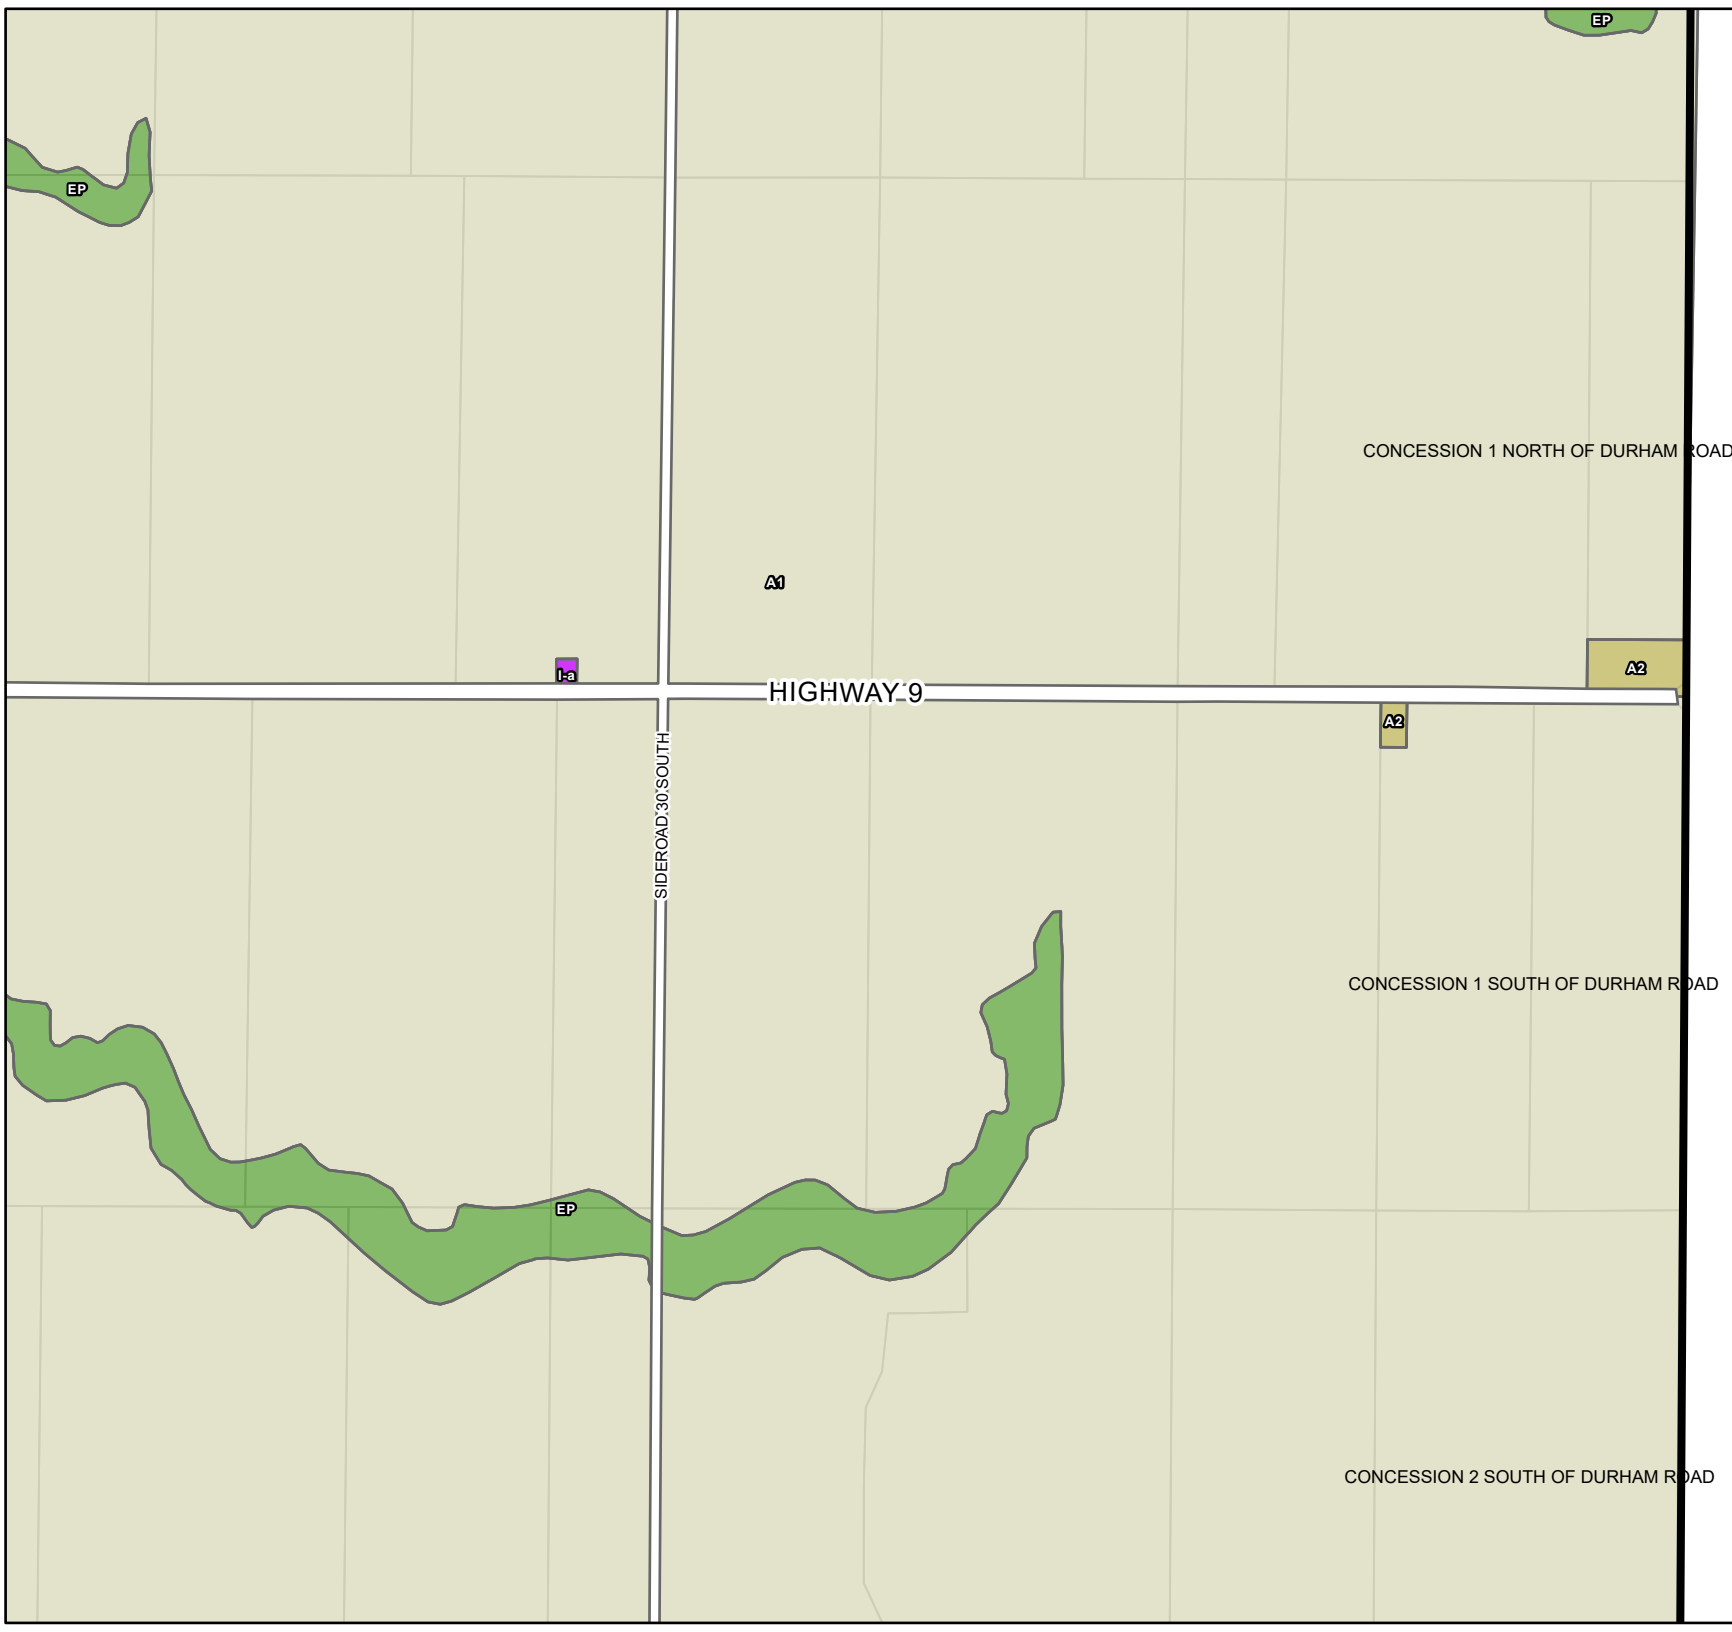 EP
EP
CONCESSION 1 NORTH OF DURHAM ROAD
A1
A2
I-a
HIGHWAY 9
A2
SIDEROAD 30 SOUTH
CONCESSION 1 SOUTH OF DURHAM ROAD
EP
CONCESSION 2 SOUTH OF DURHAM ROAD